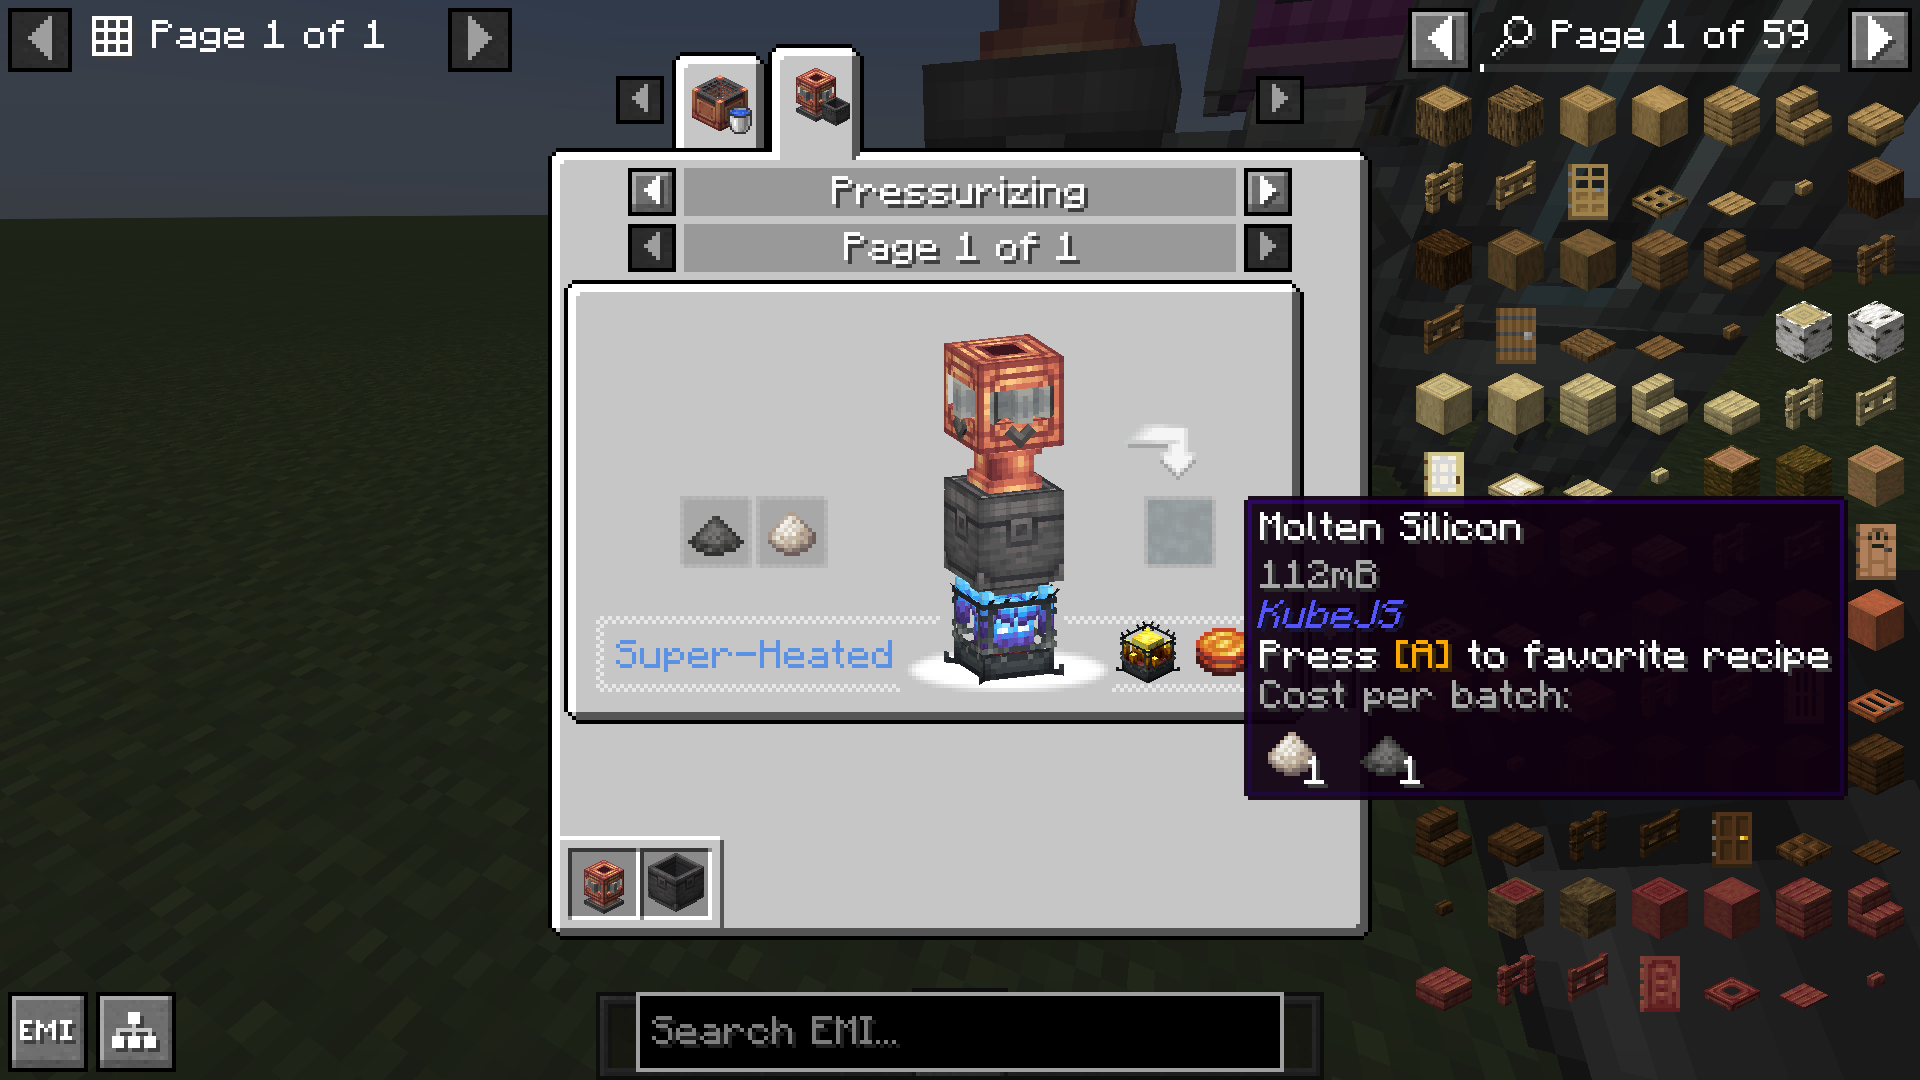 Page 1 of 1
Page 1 of 59
Pressurizing
Page 1 of 1
Super-Heated
Molten Silicon
112mB
KubeJS
Press [A] to favorite recipe
Cost per batch:
1 1
EMI
Search EMI...